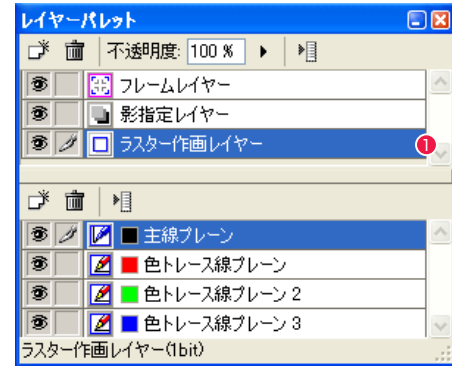 レイヤーパレット
不透明度: 100 %
フレームレイヤー
影指定レイヤー
ラスター作画レイヤー 1
主線プレーン
色トレース線プレーン
色トレース線プレーン 2
色トレース線プレーン 3
ラスター作画レイヤー(1bit)